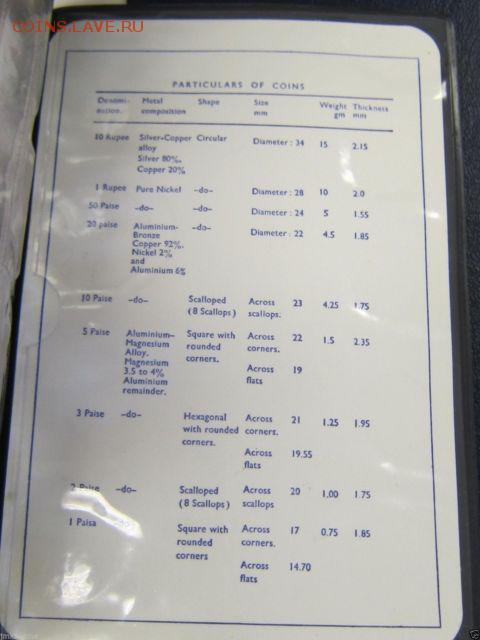 COINS.LAVE.RU
PARTICULARS OF COINS
Denomi- Metal Shape Size Weight Thickness
nation. composition mm gm mm
10 Rupee Silver-Copper Circular Diameter : 34 15 2.15
alloy
Silver 80%,
Copper 20%
1 Rupee Pure Nickel -do- Diameter : 28 10 2.0
50 Paise -do- -do- Diameter : 24 5 1.55
20 paise Aluminium- -do- Diameter : 22 4.5 1.85
Bronze
Copper 92%.
Nickel 2%
and
Aluminium 6%
10 Paise -do- Scalloped Across 23 4.25 1.75
(8 Scallops) scallops.
5 Paise Aluminium- Square with Across 22 1.5 2.35
Magnesium rounded corners.
Alloy. corners.
Magnesium Across 19
3.5 to 4% flats
Aluminium
remainder.
3 Paise -do- Hexagonal Across 21 1.25 1.95
with rounded corners.
corners.
Across 19.55
flats
2 Paise -do- Scalloped Across 20 1.00 1.75
(8 Scallops) scallops
1 Paisa -do- Square with Across 17 0.75 1.85
rounded corners.
corners
Across 14.70
flats